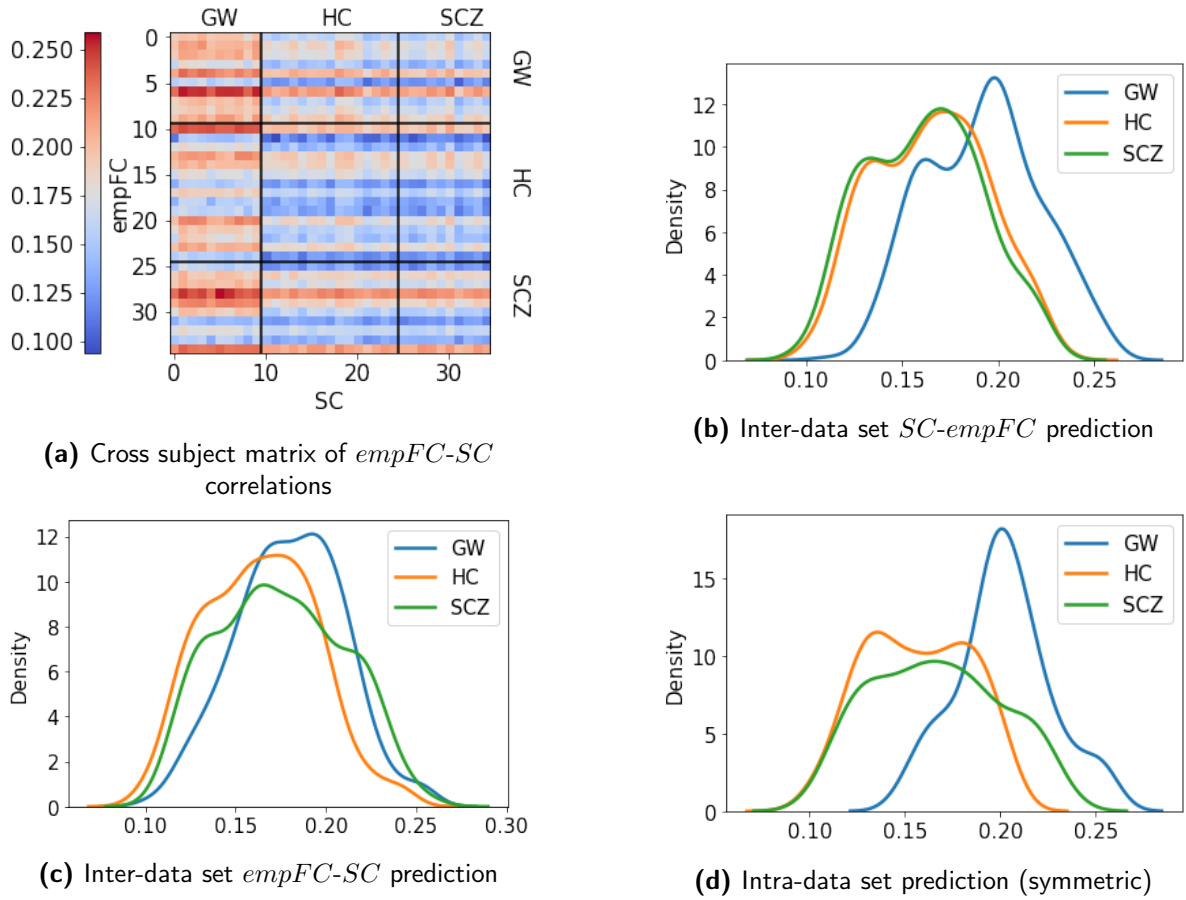 GW HC SCZ
0.250
0.225
0.200
0.175
0.150
0.125
0.100
empFC
0
5
10
15
20
25
30
GW
HC
SCZ
0 10 20 30
SC
(a) Cross subject matrix of empFC-SC
correlations
Density
12
10
8
6
4
2
0
GW
HC
SCZ
0.10 0.15 0.20 0.25
(b) Inter-data set SC-empFC prediction
Density
12
10
8
6
4
2
0
GW
HC
SCZ
0.10 0.15 0.20 0.25 0.30
(c) Inter-data set empFC-SC prediction
Density
15
10
5
0
GW
HC
SCZ
0.10 0.15 0.20 0.25
(d) Intra-data set prediction (symmetric)